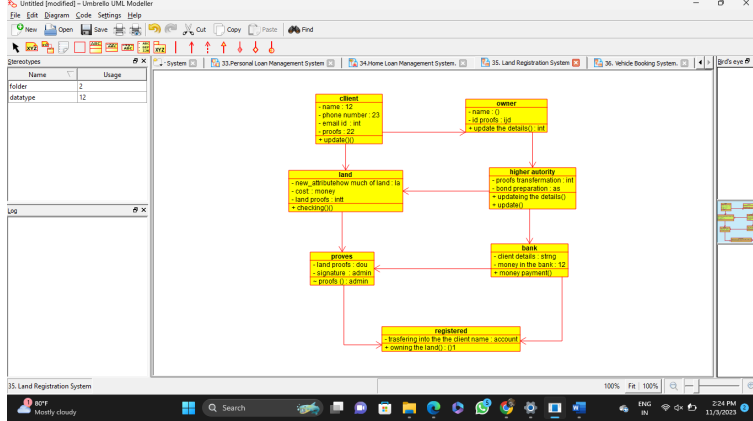 Untitled [modified] – Umbrello UML Modeller
File Edit Diagram Code Settings Help
New Open Save Cut Copy Paste Find
Stereotypes
Name Usage
folder 2
datatype 12
Log
- System 33.Personal Loan Management System 34.Home Loan Management System. 35. Land Registration System 36. Vehicle Booking System.
Bird's eye
cllient
- name : 12
- phone number : 23
- email id : int
- proofs : 22
+ update()()
owner
- name : ()
- id proofs : ijd
+ update the details() : int
land
- new_attributehow much of land : la
- cost : money
- land proofs : intt
+ checking()()
higher autority
- proofs transfermation : int
- bond preparation : as
+ updateing the details()
+ update()
proves
- land proofs : dou
- signature : admin
~ proofs () : admin
bank
- client details : string
- money in the bank : 12
+ money payment()
registered
- trasfering into the the client name : account
+ owning the land() : ()1
35. Land Registration System
100% Fit 100%
80°F
Mostly cloudy
Search
ENG
IN
2:24 PM
11/3/2023